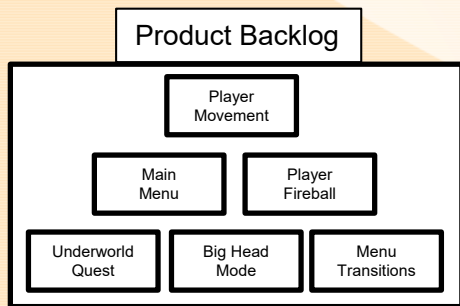 Product Backlog
Player
Movement
Main
Menu
Player
Fireball
Underworld
Quest
Big Head
Mode
Menu
Transitions